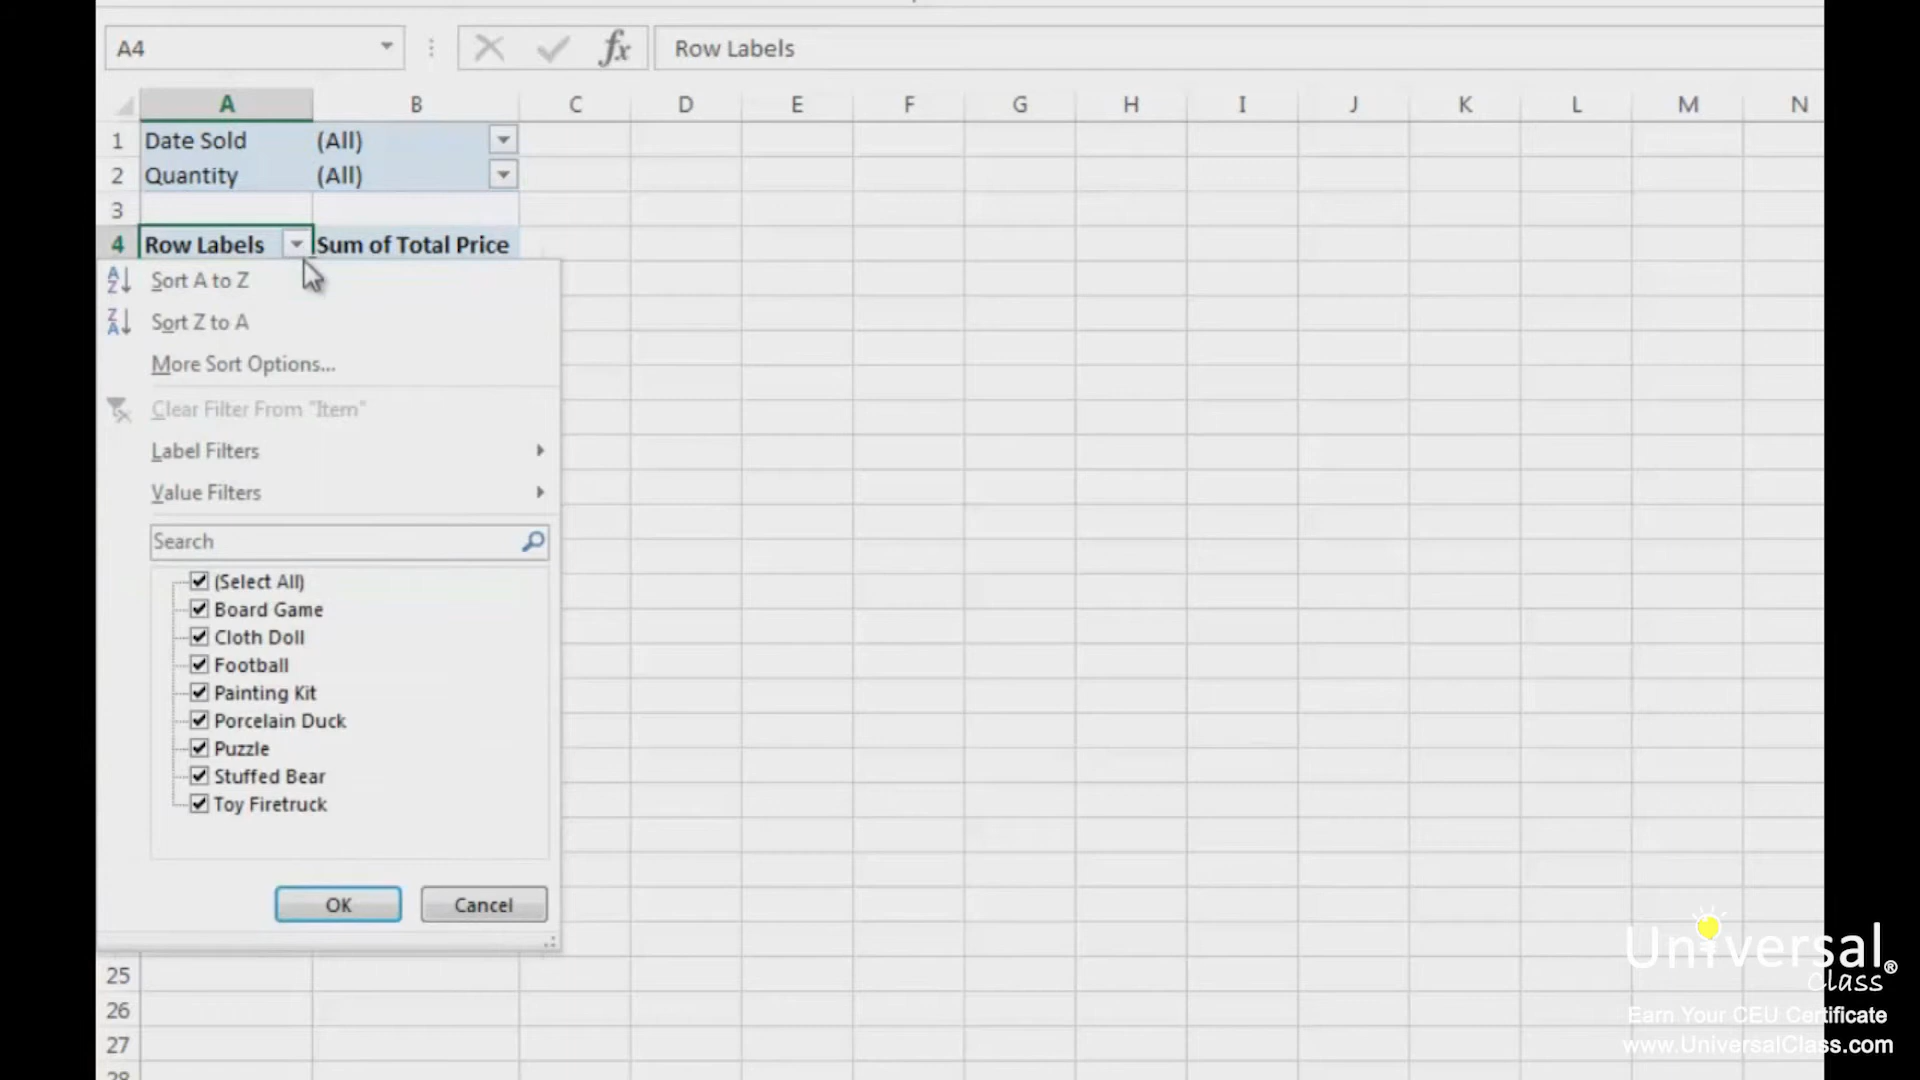 A4 fx Row Labels
A B C D E F G H I J K L M N
1 Date Sold (All)
2 Quantity (All)
3
4 Row Labels Sum of Total Price
Sort A to Z
Sort Z to A
More Sort Options...
Clear Filter From "Item"
Label Filters
Value Filters
Search
(Select All)
Board Game
Cloth Doll
Football
Painting Kit
Porcelain Duck
Puzzle
Stuffed Bear
Toy Firetruck
OK Cancel
25
26
27
28
Universal
Class®
Earn Your CEU Certificate
www.UniversalClass.com